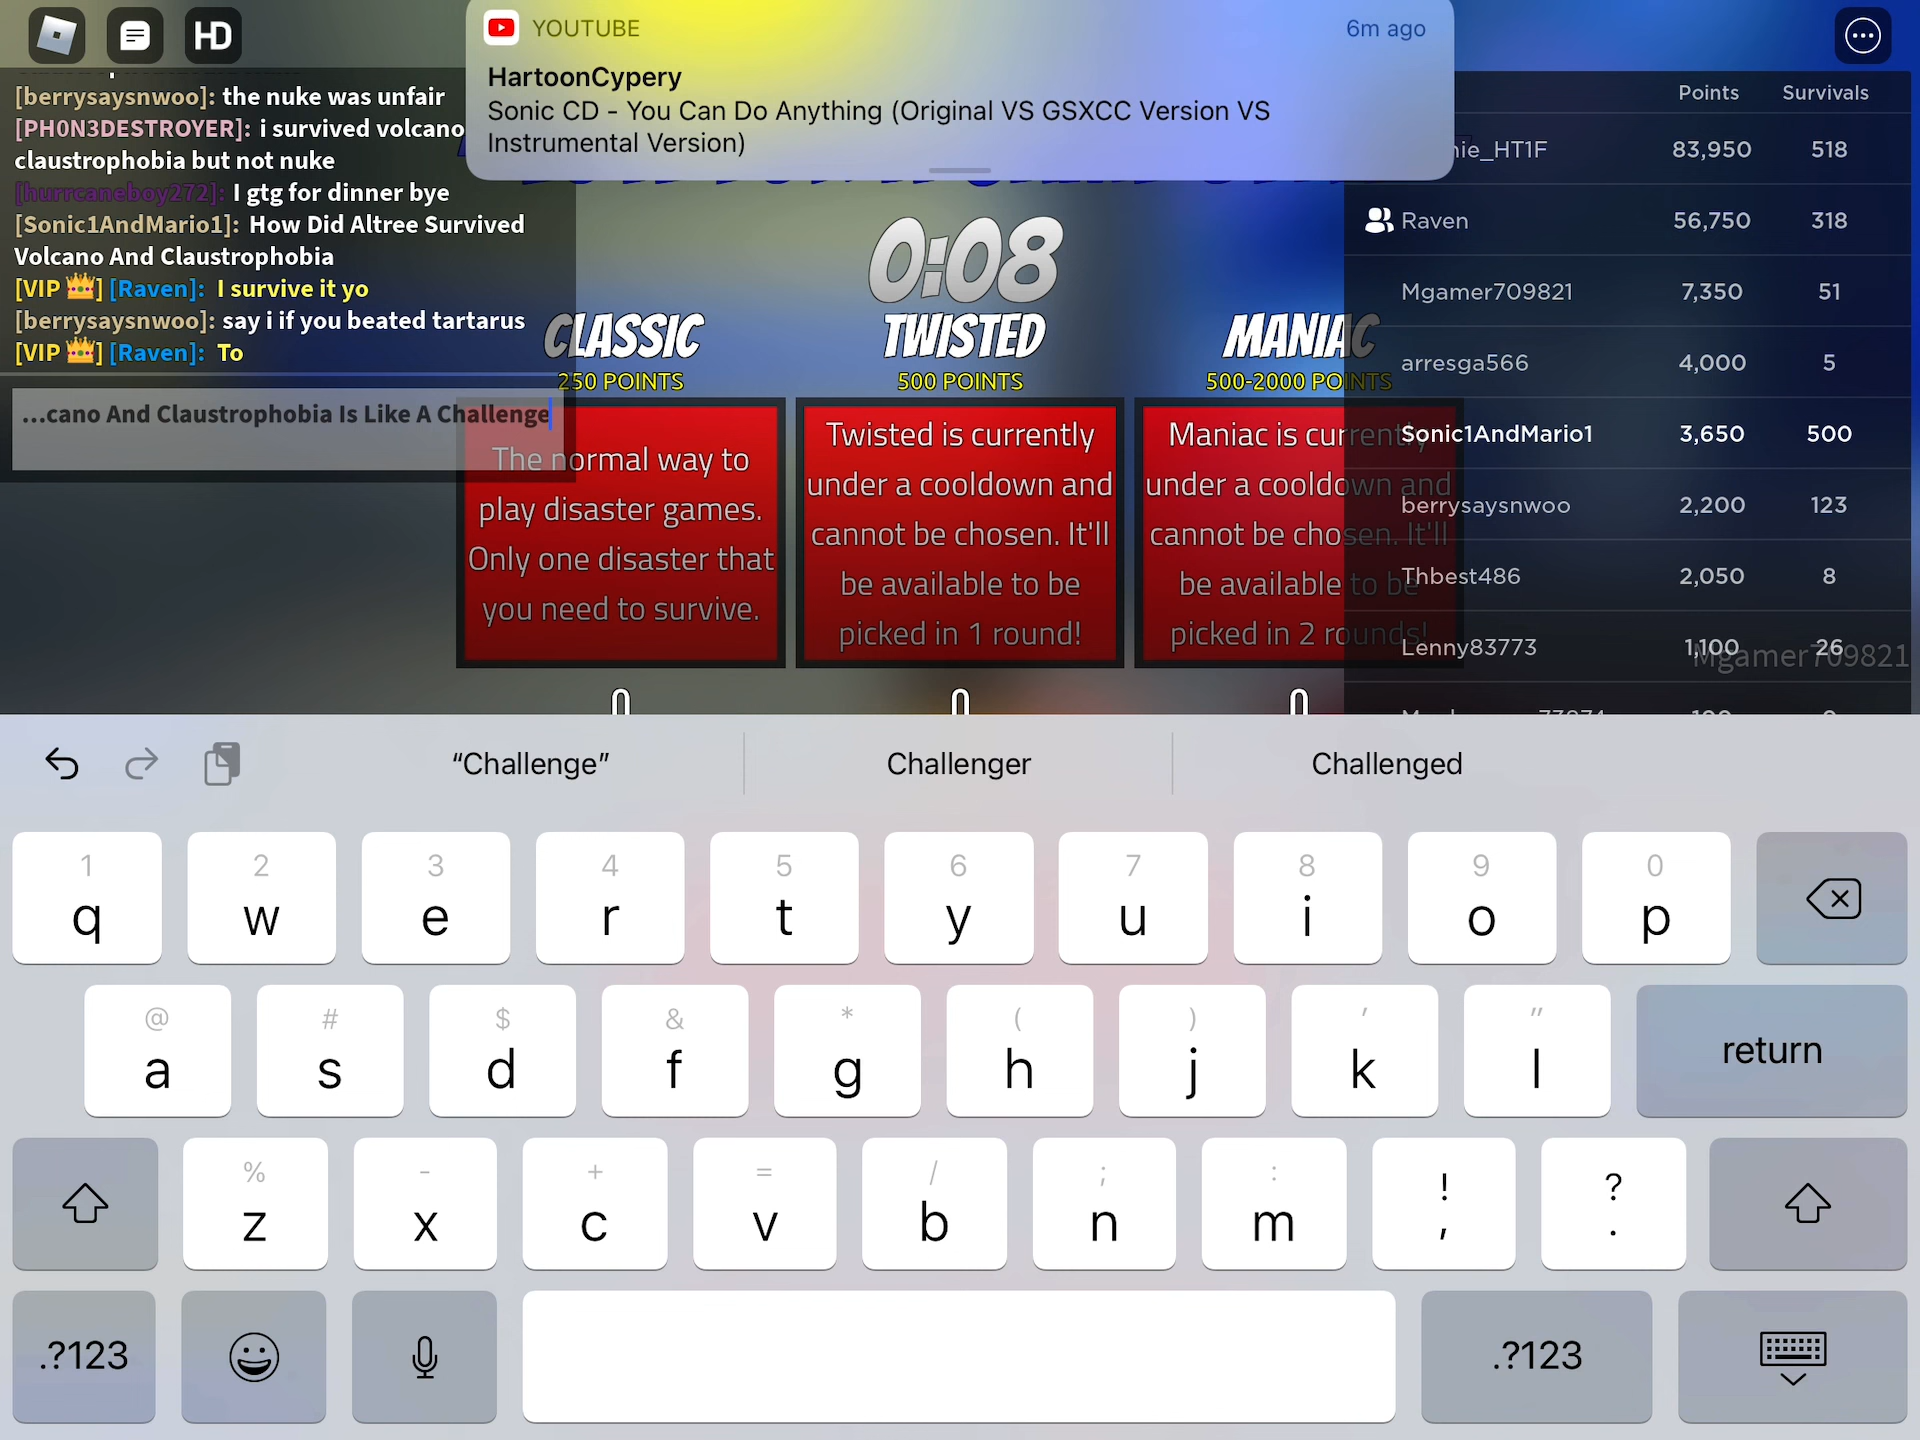 HD
YOUTUBE
6m ago
HartoonCypery
Sonic CD - You Can Do Anything (Original VS GSXCC Version VS
Instrumental Version)
[berrysaysnwoo]: the nuke was unfair
[PH0N3DESTROYER]: i survived volcano
claustrophobia but not nuke
[hurrcaneboy272]: I gtg for dinner bye
[Sonic1AndMario1]: How Did Altree Survived
Volcano And Claustrophobia
[VIP 👑] [Raven]: I survive it yo
[berrysaysnwoo]: say i if you beated tartarus
[VIP 👑] [Raven]: To
...cano And Claustrophobia Is Like A Challenge
0:08
CLASSIC
250 POINTS
The normal way to
play disaster games.
Only one disaster that
you need to survive.
TWISTED
500 POINTS
Twisted is currently
under a cooldown and
cannot be chosen. It'll
be available to be
picked in 1 round!
MANIAC
500-2000 POINTS
Maniac is currently
under a cooldown and
cannot be chosen. It'll
be available to be
picked in 2 rounds!
Points Survivals
nie_HT1F 83,950 518
Raven 56,750 318
Mgamer709821 7,350 51
arresga566 4,000 5
Sonic1AndMario1 3,650 500
berrysaysnwoo 2,200 123
Thbest486 2,050 8
Lenny83773 1,100 26
Mgamer709821
“Challenge” Challenger Challenged
1 2 3 4 5 6 7 8 9 0
q w e r t y u i o p
@ # $ & * ( ) ' "
a s d f g h j k l return
% - + = / ; : ! ?
z x c v b n m , .
.?123 .?123